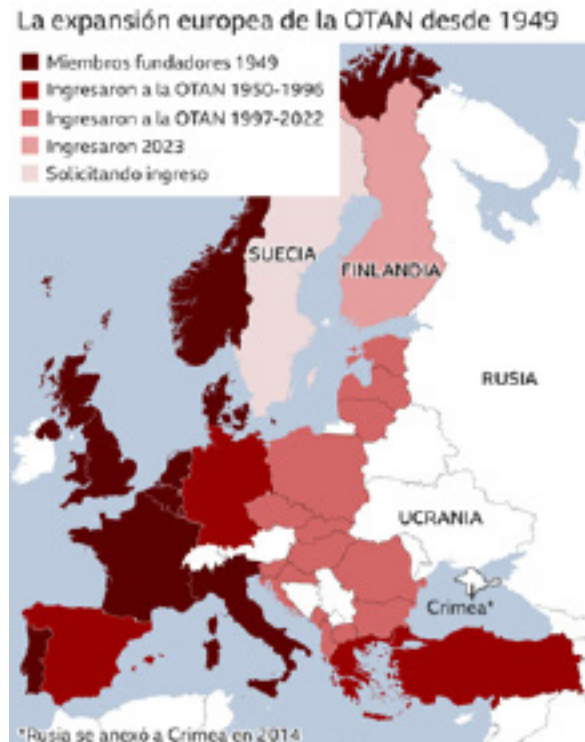 La expansión europea de la OTAN desde 1949
Miembros fundadores 1949
Ingresaron a la OTAN 1950-1996
Ingresaron a la OTAN 1997-2022
Ingresaron 2023
Solicitando ingreso
SUECIA
FINLANDIA
RUSIA
UCRANIA
Crimea*
*Rusia se anexó a Crimea en 2014